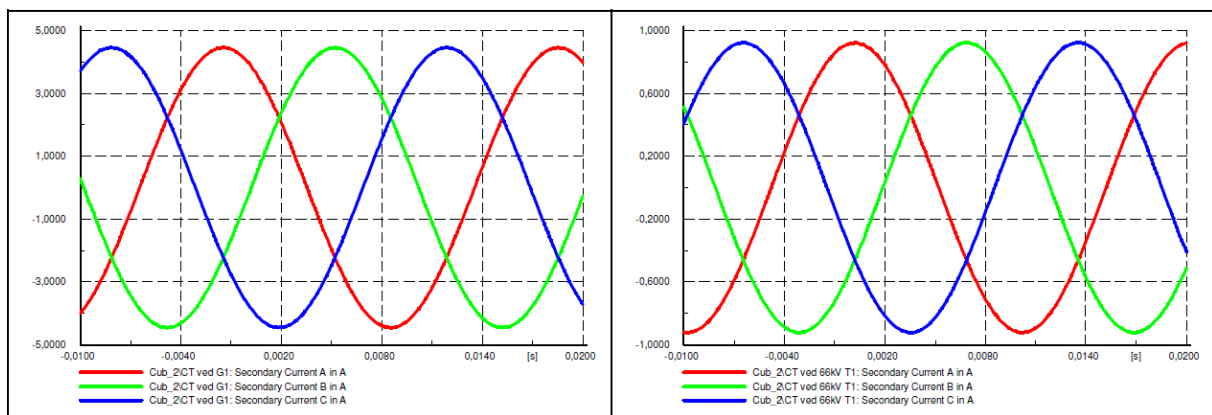 5,0000
3,0000
1,0000
-1,0000
-3,0000
-5,0000
-0,0100 -0,0040 0,0020 0,0080 0,0140 [s] 0,0200
Cub_2\CT ved G1: Secondary Current A in A
Cub_2\CT ved G1: Secondary Current B in A
Cub_2\CT ved G1: Secondary Current C in A
1,0000
0,6000
0,2000
-0,2000
-0,6000
-1,0000
-0,0100 -0,0040 0,0020 0,0080 0,0140 [s] 0,0200
Cub_2\CT ved 66kV T1: Secondary Current A in A
Cub_2\CT ved 66kV T1: Secondary Current B in A
Cub_2\CT ved 66kV T1: Secondary Current C in A